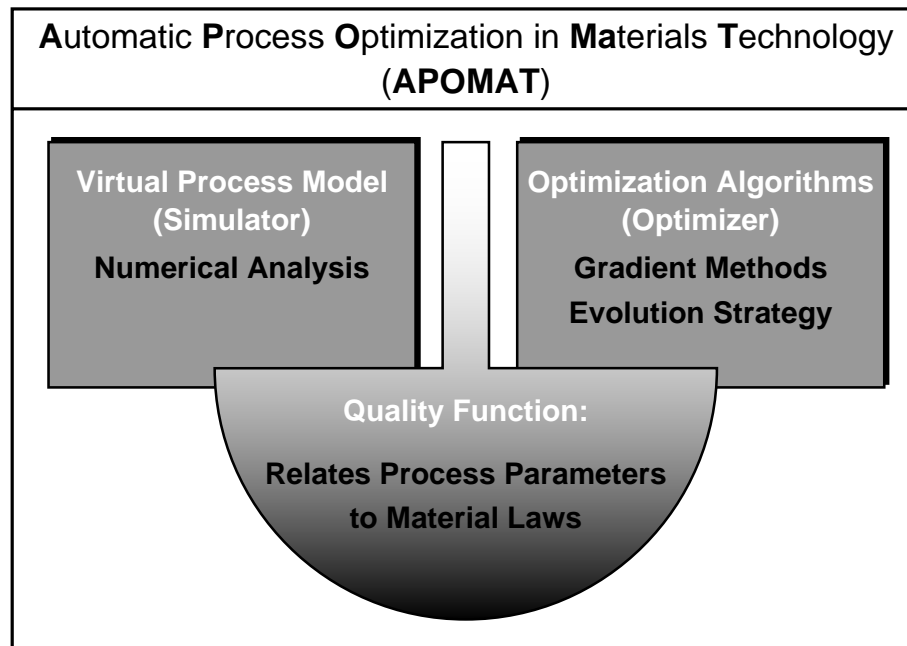 Automatic Process Optimization in Materials Technology
(APOMAT)
Virtual Process Model
(Simulator)
Numerical Analysis
Optimization Algorithms
(Optimizer)
Gradient Methods
Evolution Strategy
Quality Function:
Relates Process Parameters
to Material Laws